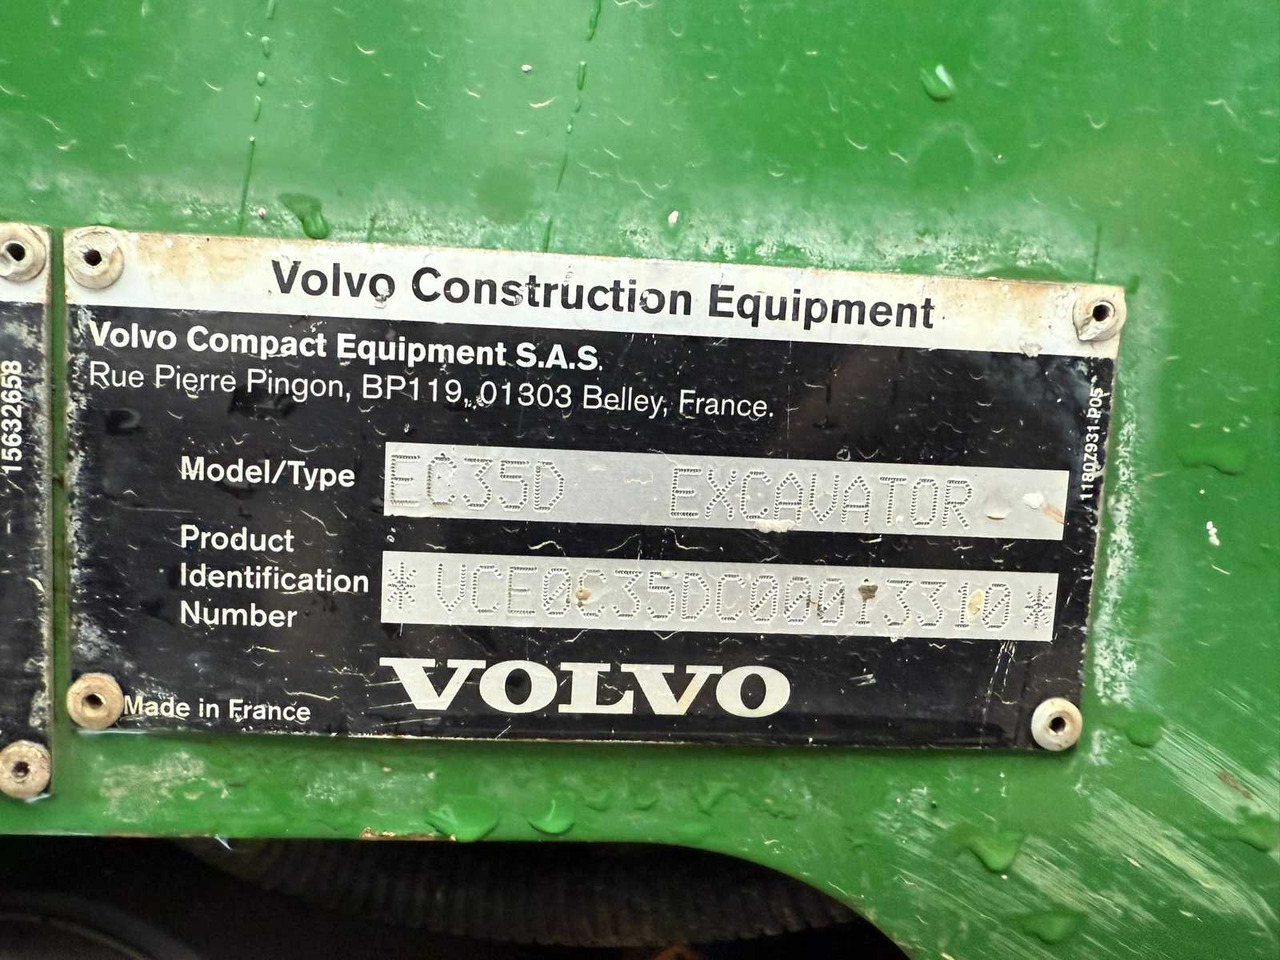 Volvo Construction Equipment
Volvo Compact Equipment S.A.S.
Rue Pierre Pingon, BP119, 01303 Belley, France.
Model/Type EC35D EXCAVATOR
Product
Identification
Number
*VCE0C35DC00013310*
VOLVO
Made in France
11807931-P05
15632658